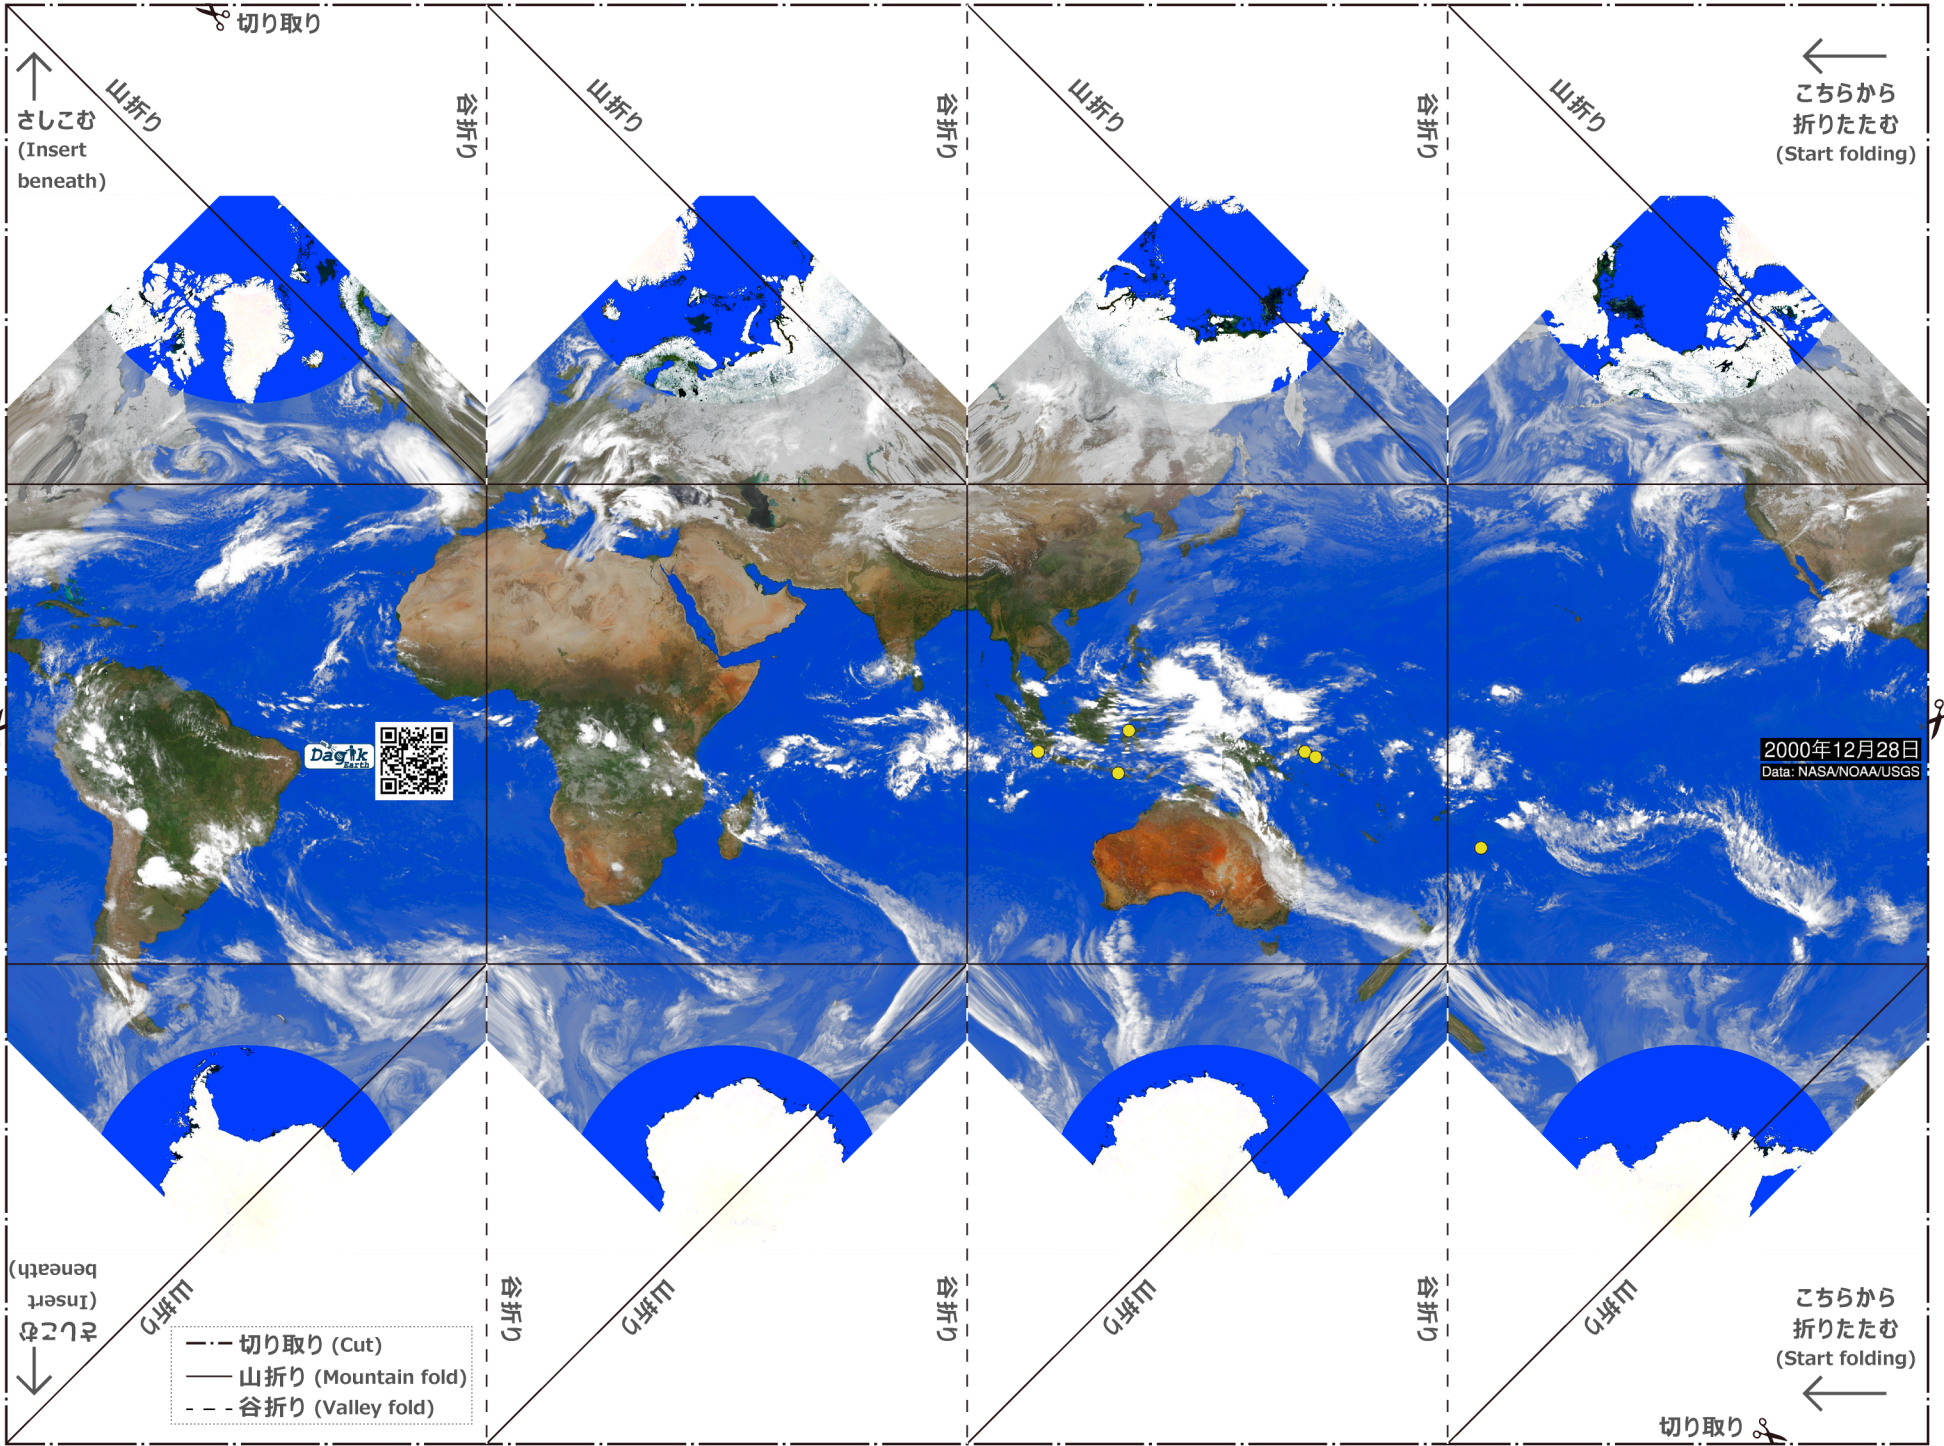 切り取り
山折り
谷折り
山折り
谷折り
山折り
谷折り
山折り
さしこむ
(Insert
beneath)
こちらから
折りたたむ
(Start folding)
Dagik
Earth
2000年12月28日
Data: NASA/NOAA/USGS
さしこむ
(Insert
beneath)
山折り
谷折り
山折り
谷折り
山折り
谷折り
山折り
こちらから
折りたたむ
(Start folding)
切り取り (Cut)
山折り (Mountain fold)
谷折り (Valley fold)
切り取り